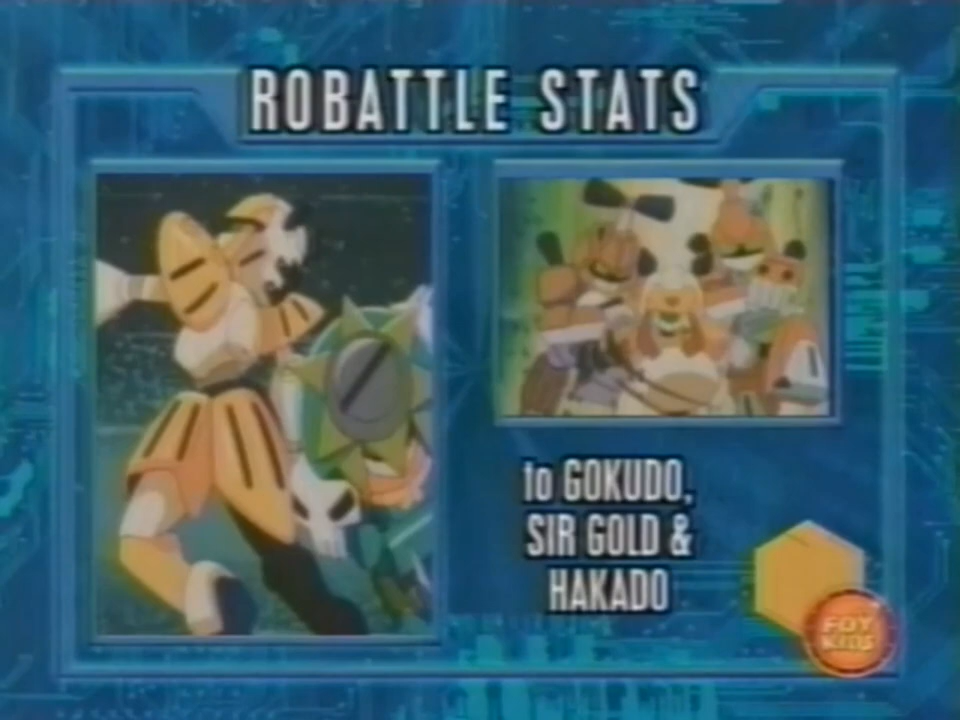 ROBATTLE STATS
to GOKUDO,
SIR GOLD &
HAKADO
FOX
KIDS